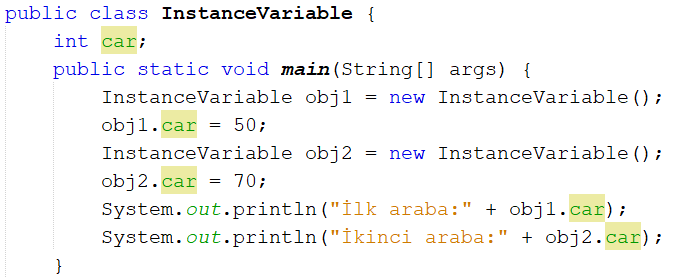 public class InstanceVariable {
int car;
public static void main(String[] args) {
InstanceVariable obj1 = new InstanceVariable();
obj1.car = 50;
InstanceVariable obj2 = new InstanceVariable();
obj2.car = 70;
System.out.println("İlk araba:" + obj1.car);
System.out.println("İkinci araba:" + obj2.car);
}